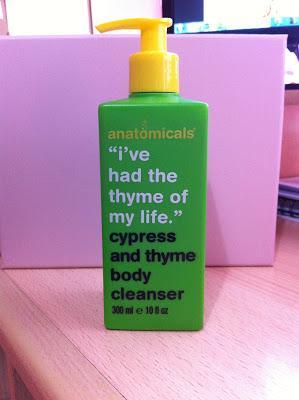 anatomicals®
“i’ve
had the
thyme of
my life.”
cypress
and thyme
body
cleanser
300 ml e 10 fl oz